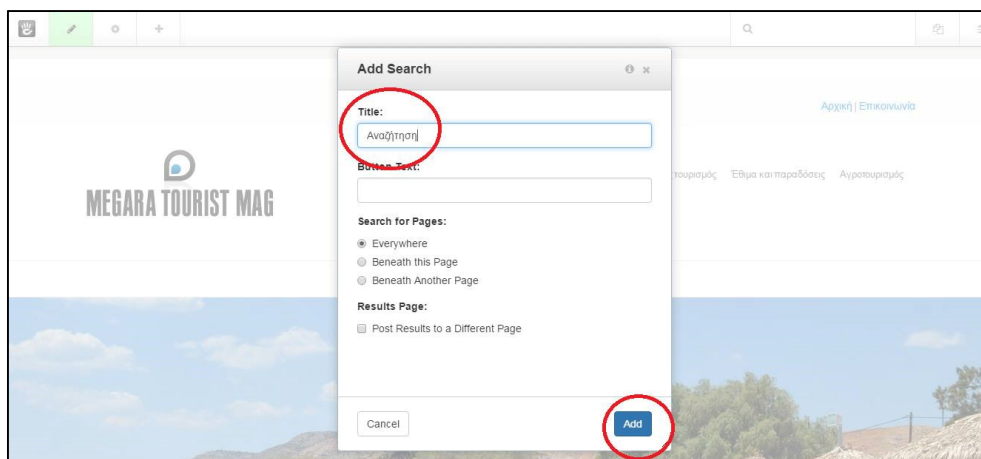 Add Search
Title:
Αρχική | Επικοινωνία
Αναζήτηση
Button Text:
MEGARA TOURIST MAG
τουρισμός Έθιμα και παραδόσεις Αγροτουρισμός
Search for Pages:
Everywhere
Beneath this Page
Beneath Another Page
Results Page:
Post Results to a Different Page
Cancel
Add